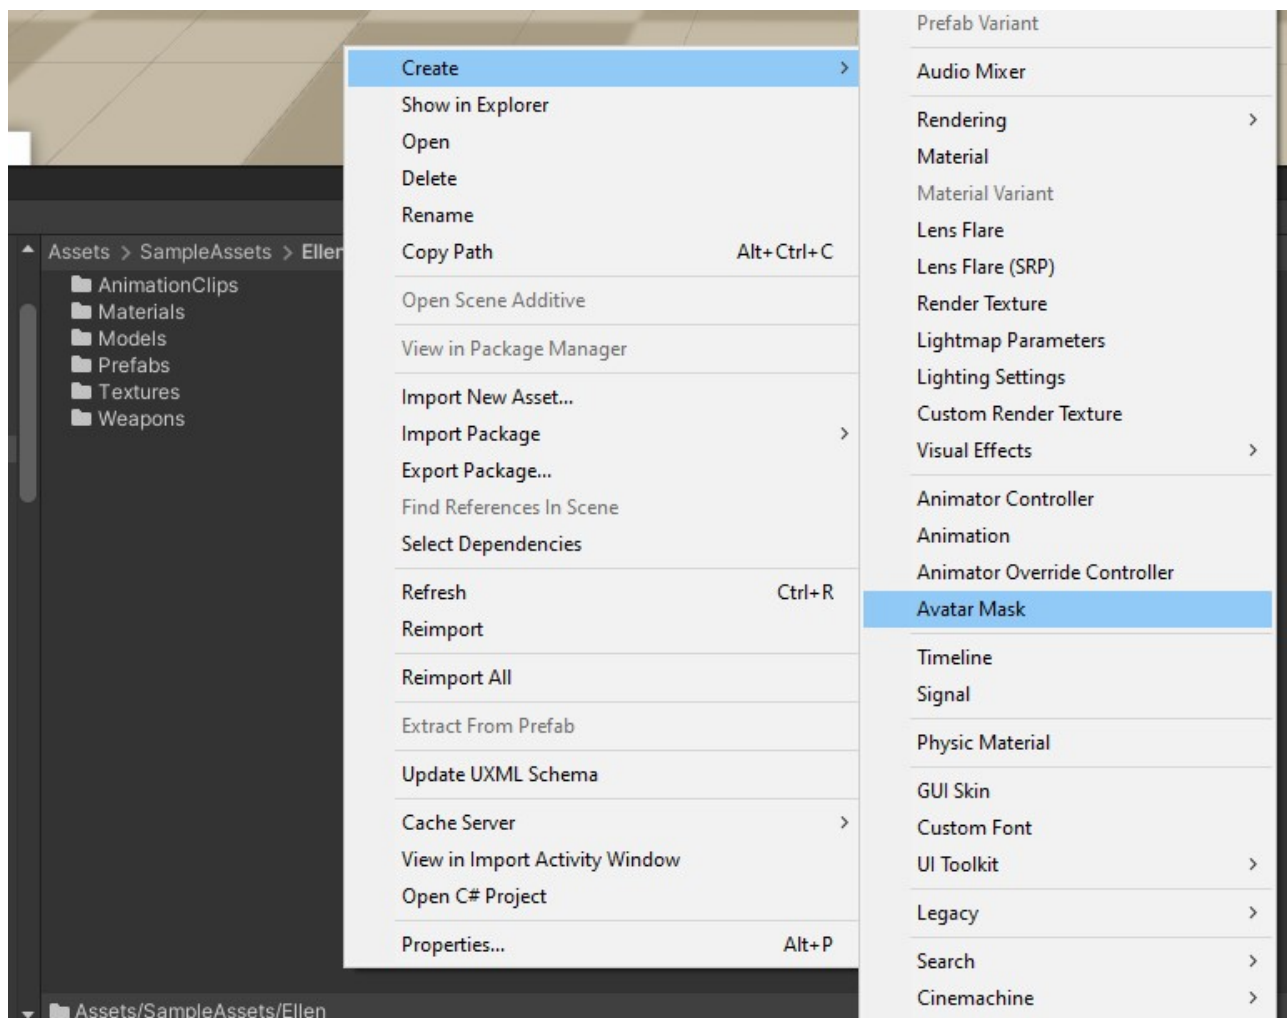 Assets > SampleAssets > Ellen
AnimationClips
Materials
Models
Prefabs
Textures
Weapons
Assets/SampleAssets/Ellen
Create
Show in Explorer
Open
Delete
Rename
Copy Path Alt+Ctrl+C
Open Scene Additive
View in Package Manager
Import New Asset...
Import Package
Export Package...
Find References In Scene
Select Dependencies
Refresh Ctrl+R
Reimport
Reimport All
Extract From Prefab
Update UXML Schema
Cache Server
View in Import Activity Window
Open C# Project
Properties... Alt+P
Prefab Variant
Audio Mixer
Rendering
Material
Material Variant
Lens Flare
Lens Flare (SRP)
Render Texture
Lightmap Parameters
Lighting Settings
Custom Render Texture
Visual Effects
Animator Controller
Animation
Animator Override Controller
Avatar Mask
Timeline
Signal
Physic Material
GUI Skin
Custom Font
UI Toolkit
Legacy
Search
Cinemachine